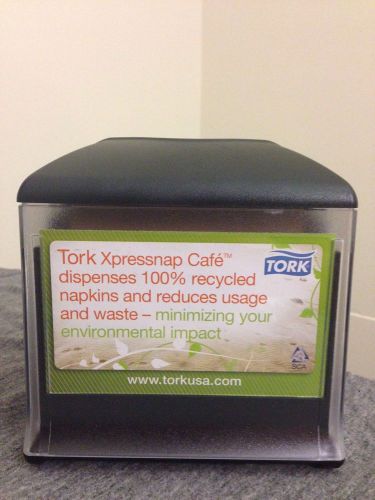 Tork Xpressnap Café™
dispenses 100% recycled
napkins and reduces usage
and waste – minimizing your
environmental impact
TORK
SCA
www.torkusa.com